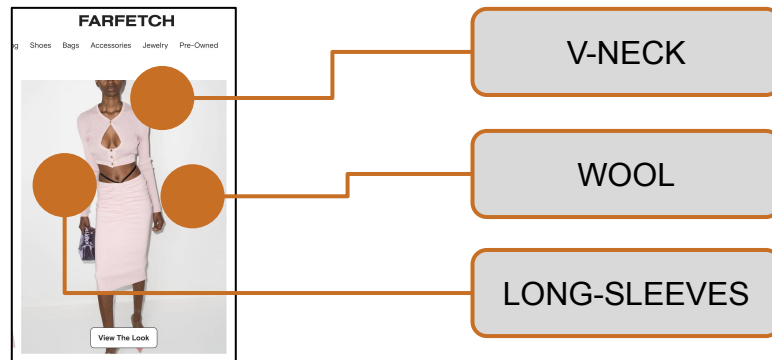 FARFETCH
Shoes Bags Accessories Jewelry Pre-Owned
V-NECK
WOOL
LONG-SLEEVES
View The Look